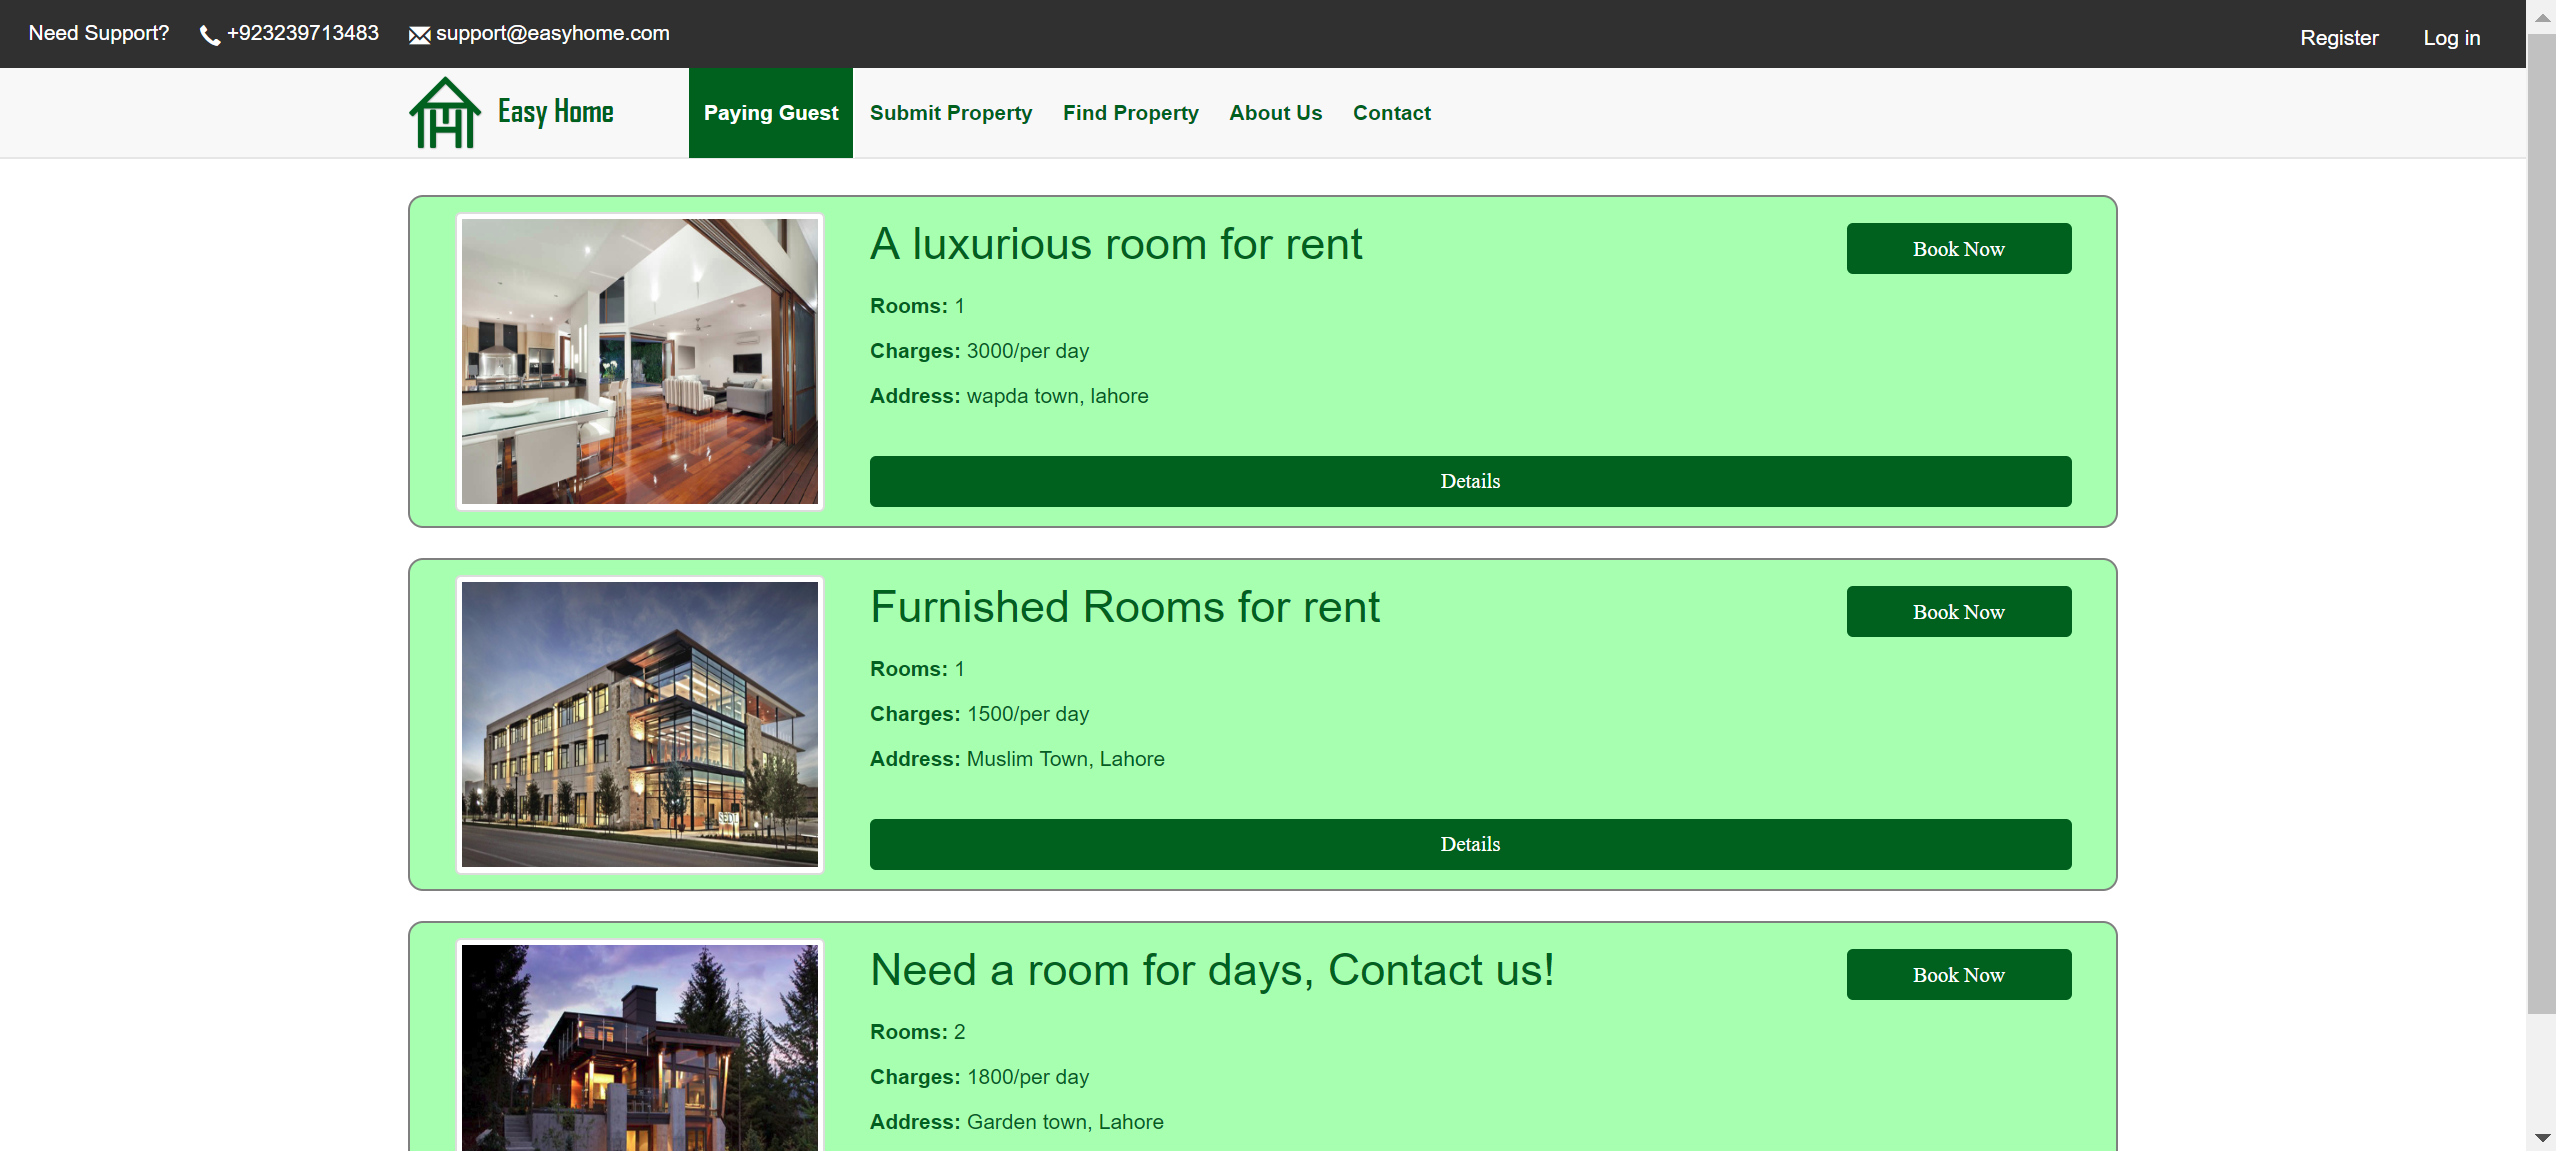 Need Support? +923239713483 support@easyhome.com Register Log in
Easy Home Paying Guest Submit Property Find Property About Us Contact
A luxurious room for rent Book Now
Rooms: 1
Charges: 3000/per day
Address: wapda town, lahore
Details
Furnished Rooms for rent Book Now
Rooms: 1
Charges: 1500/per day
Address: Muslim Town, Lahore
SEDL
Details
Need a room for days, Contact us! Book Now
Rooms: 2
Charges: 1800/per day
Address: Garden town, Lahore